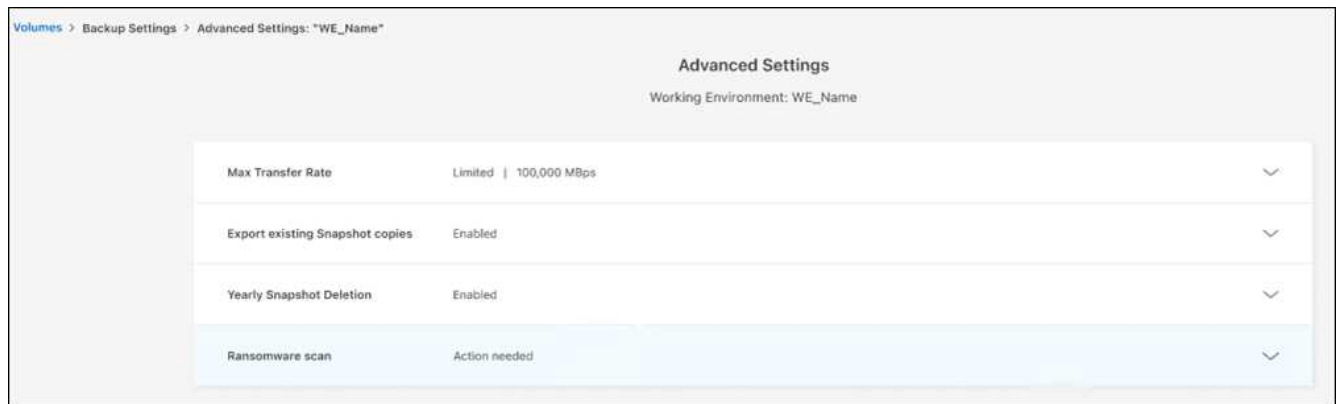 Volumes > Backup Settings > Advanced Settings: "WE_Name"
Advanced Settings
Working Environment: WE_Name
Max Transfer Rate Limited | 100,000 MBps
Export existing Snapshot copies Enabled
Yearly Snapshot Deletion Enabled
Ransomware scan Action needed